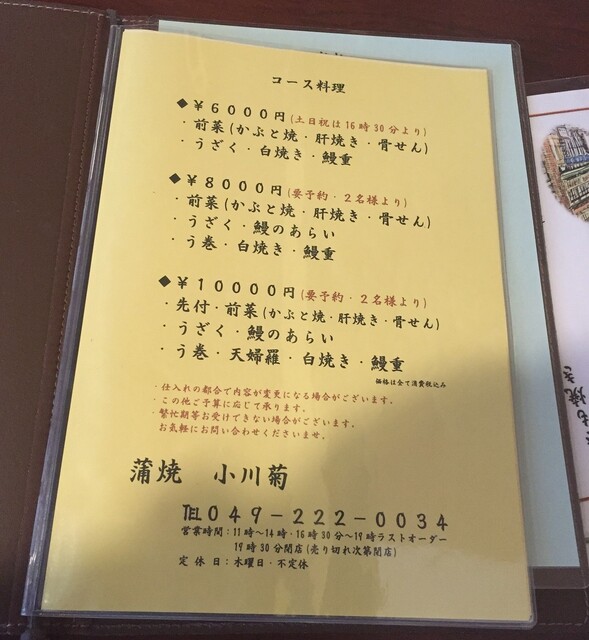 コース料理
◆￥６０００円(土日祝は16時30分より)
・前菜(かぶと焼・肝焼き・骨せん)
・うざく・白焼き・鰻重
◆￥８０００円(要予約・２名様より)
・前菜(かぶと焼・肝焼き・骨せん)
・うざく・鰻のあらい
・う巻・白焼き・鰻重
◆￥１００００円(要予約・２名様より)
・先付・前菜(かぶと焼・肝焼き・骨せん)
・うざく・鰻のあらい
・う巻・天婦羅・白焼き・鰻重
価格は全て消費税込み
・仕入れの都合で内容が変更になる場合がございます。
・この他ご予算に応じて承ります。
・繁忙期等お受けできない場合がございます。
お気軽にお問い合わせくださいませ。
蒲焼　小川菊
℡０４９－２２２－００３４
営業時間：11時～14時・16時30分～19時ラストオーダー
19時30分閉店(売り切れ次第閉店)
定休日：木曜日・不定休
も焼き